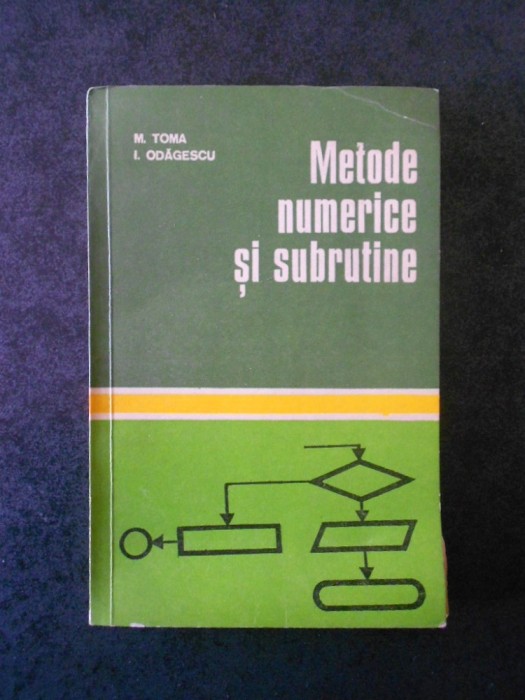 M. TOMA
I. ODĂGESCU
Metode
numerice
și subrutine